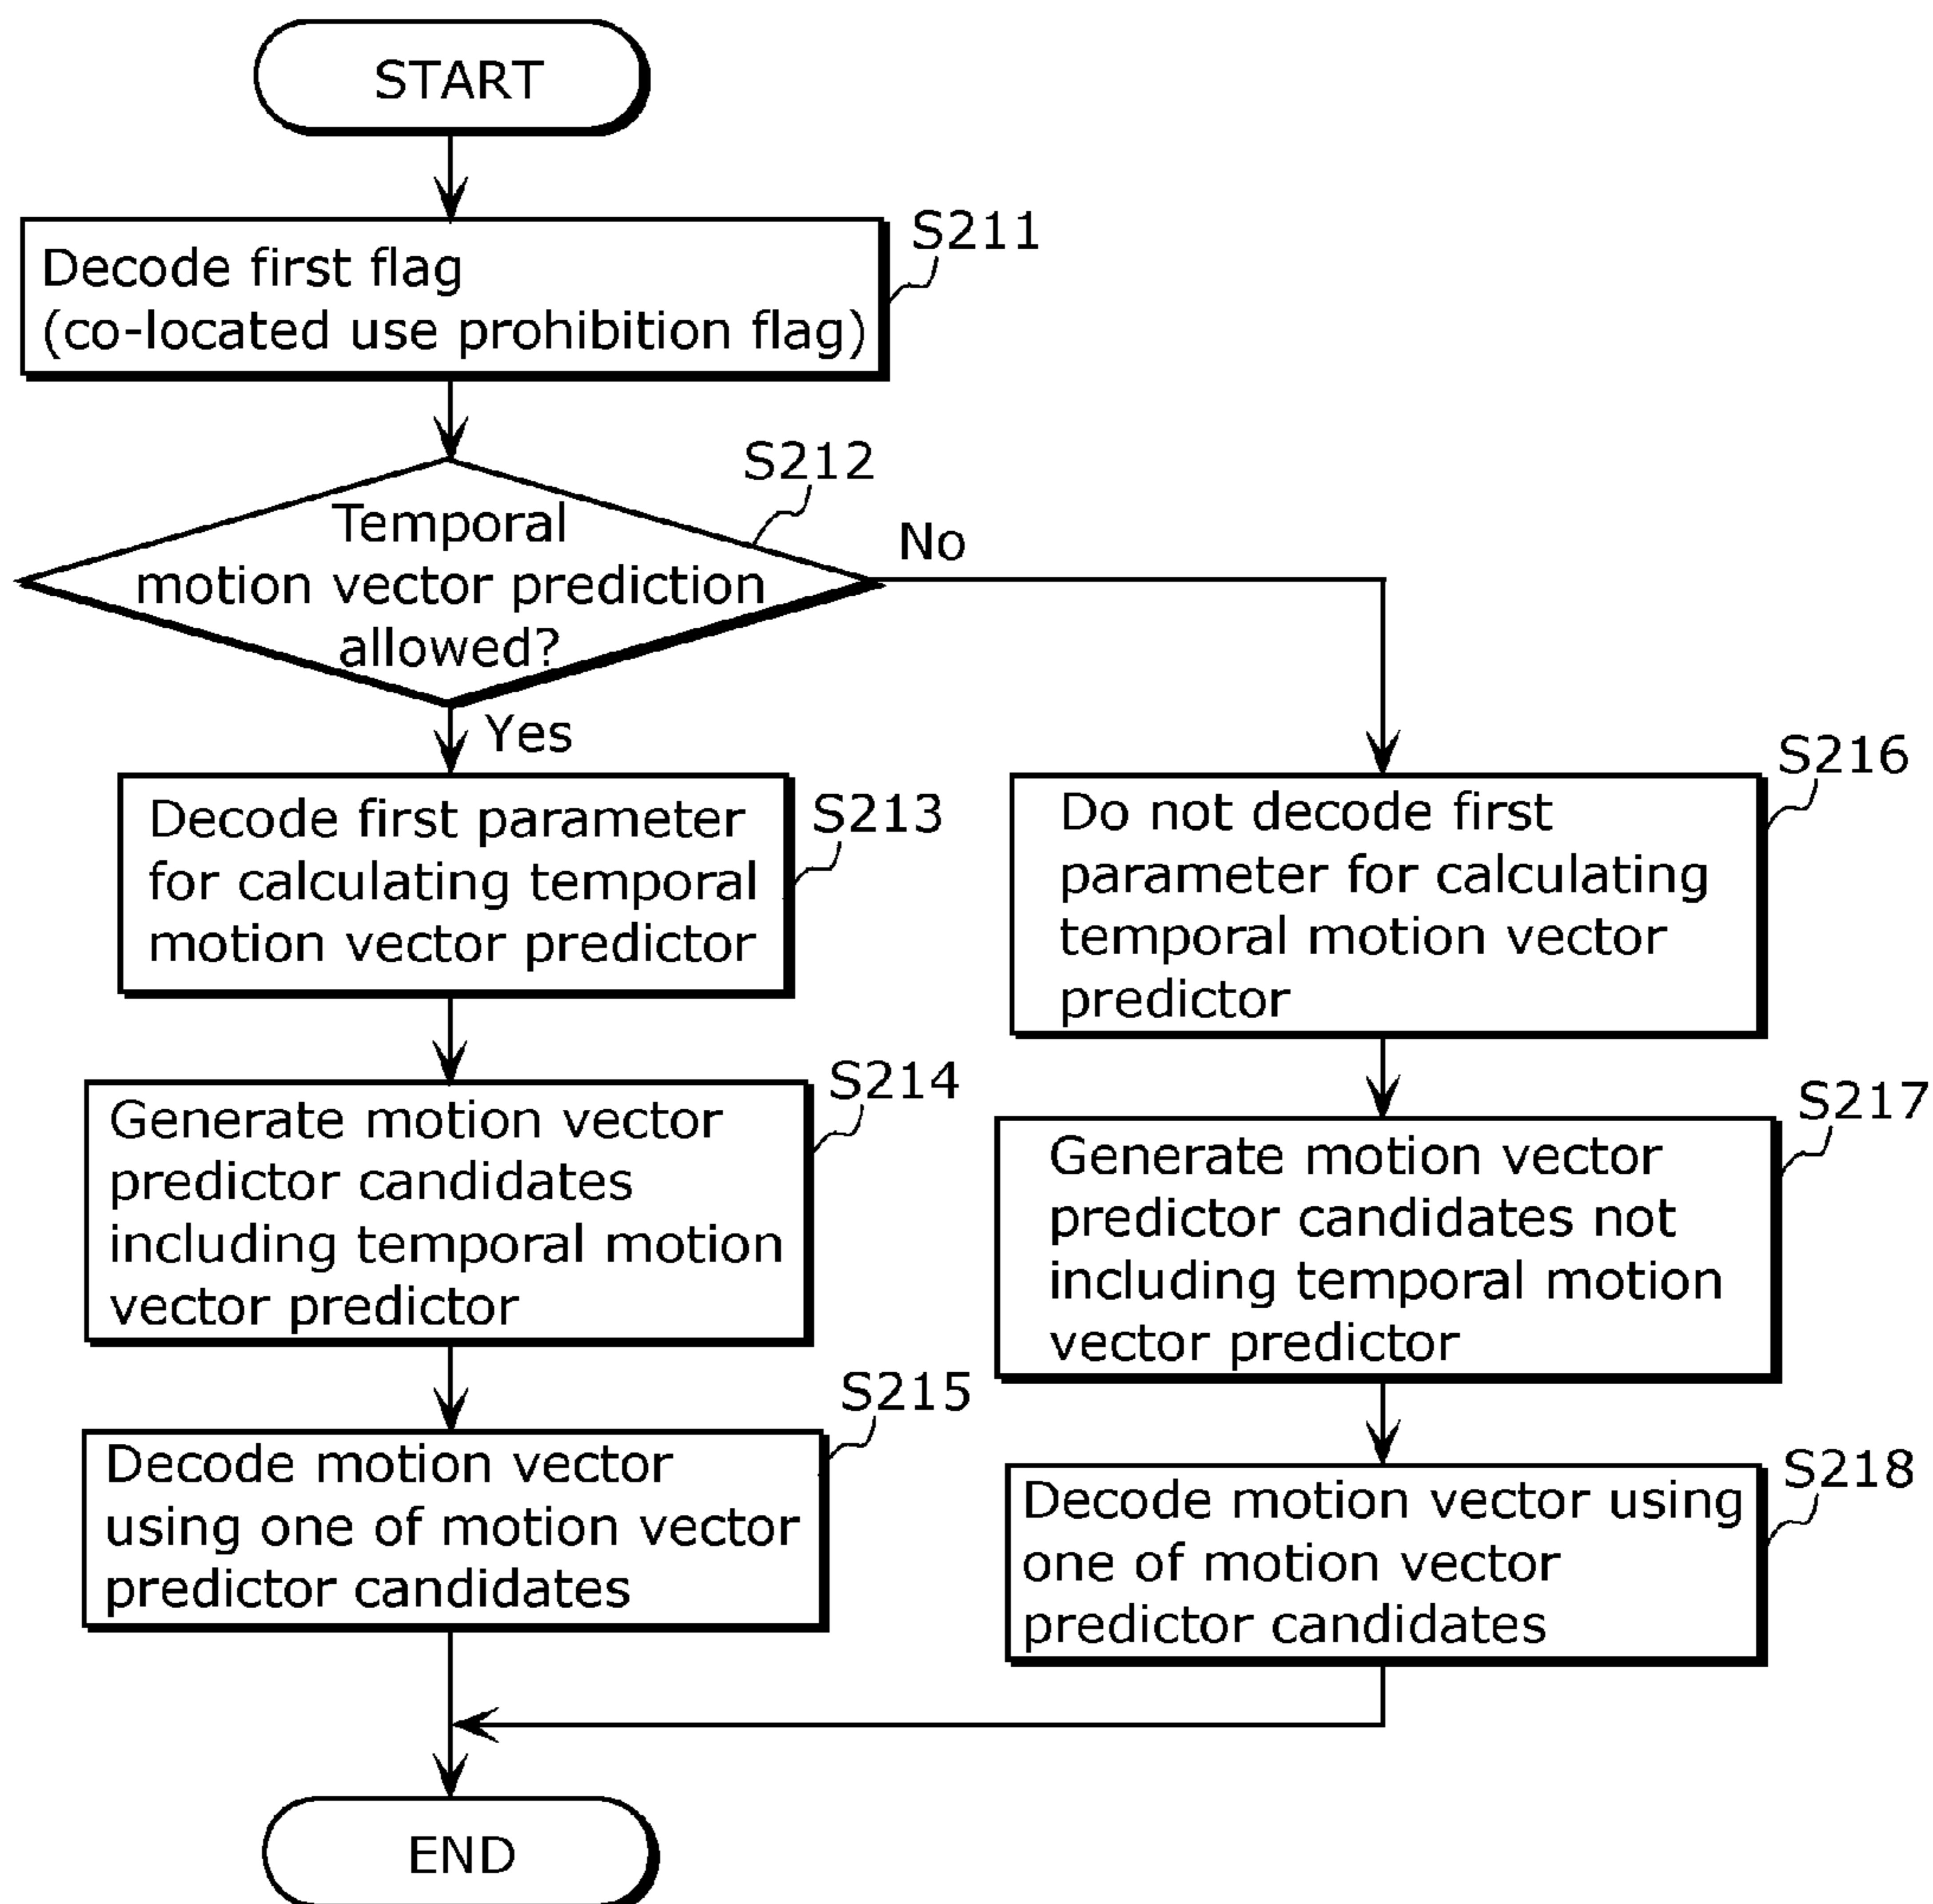 START
S211
Decode first flag
(co-located use prohibition flag)
S212
Temporal
motion vector prediction
allowed?
No
Yes
S213
Decode first parameter
for calculating temporal
motion vector predictor
S214
Generate motion vector
predictor candidates
including temporal motion
vector predictor
S215
Decode motion vector
using one of motion vector
predictor candidates
S216
Do not decode first
parameter for calculating
temporal motion vector
predictor
S217
Generate motion vector
predictor candidates not
including temporal motion
vector predictor
S218
Decode motion vector using
one of motion vector
predictor candidates
END